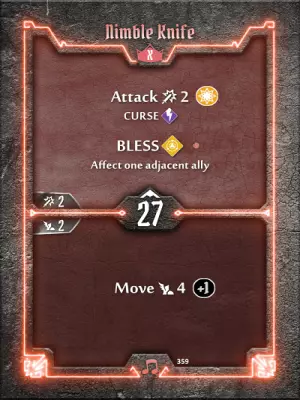 Nimble Knife
X
Attack 2
CURSE
BLESS
Affect one adjacent ally
2
27
2
Move 4 +1
359